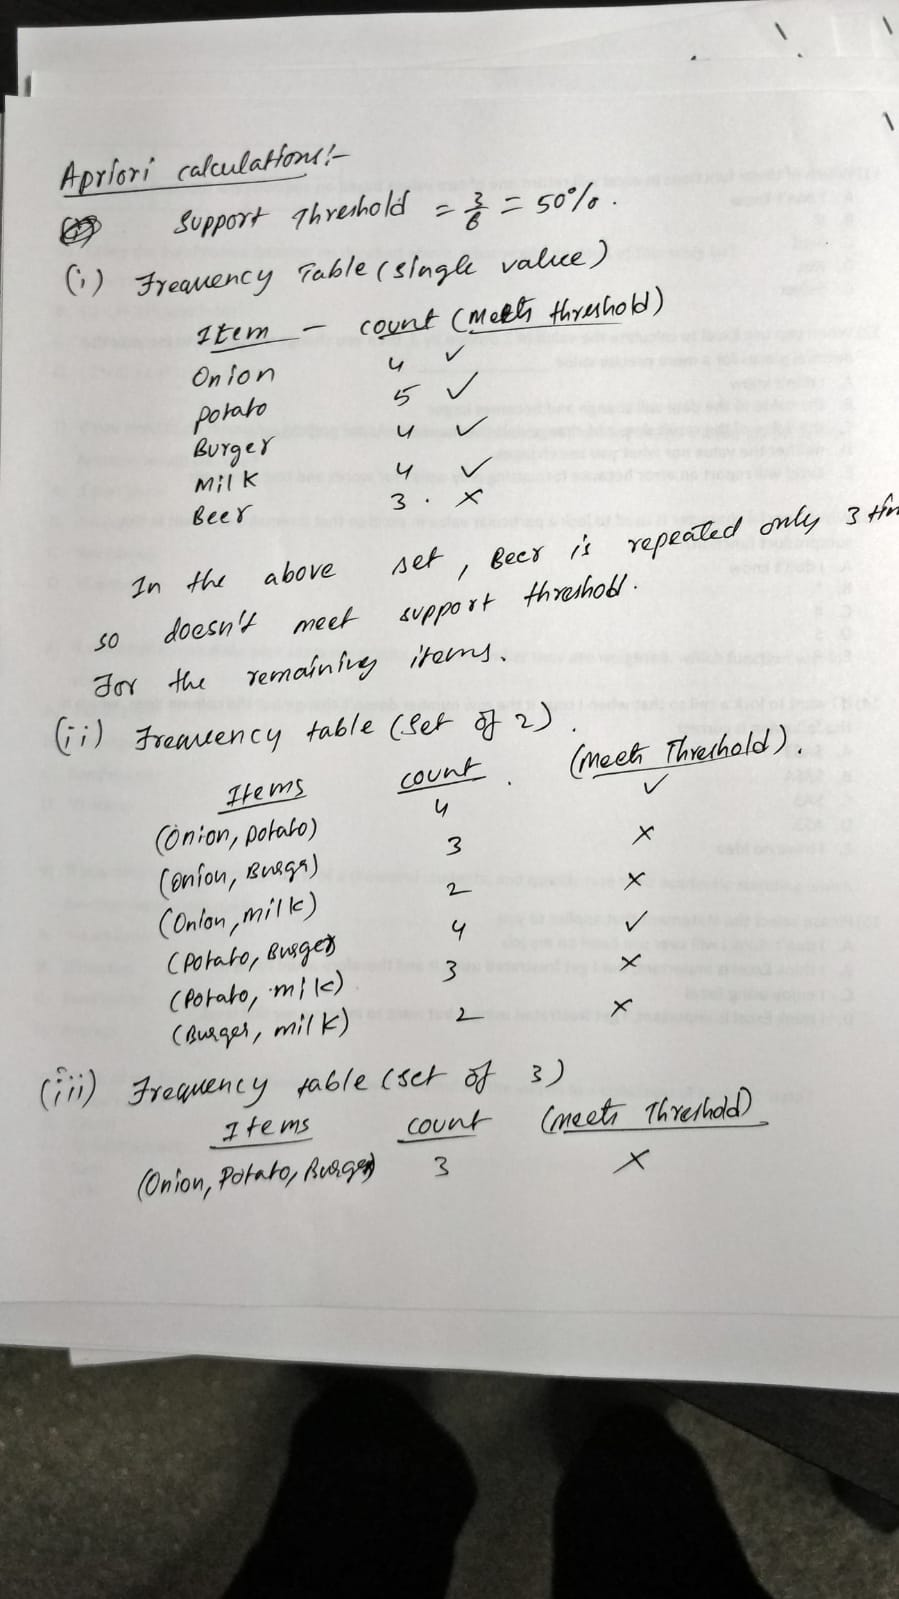 Apriori calculations:-
Support Threshold = 3/6 = 50%.
(i) Frequency Table (single value)
Item - count (Meets threshold)
Onion 4 ✓
potato 5 ✓
Burger 4 ✓
Milk 4 ✓
Beer 3 . ×
In the above set, Beer is repeated only 3
so doesn't meet support threshold.
For the remaining items.
(ii) Frequency table (Set of 2).
Items count . (Meets Threshold).
(Onion, potato) 4 ✓
(Onion, Burger) 3 ×
(Onion, milk) 2 ×
(Potato, Burger) 4 ✓
(Potato, milk) 3 ×
(Burger, milk) 2 ×
(iii) Frequency table (set of 3)
Items count (meets Threshold)
(Onion, Potato, Burger) 3 ×